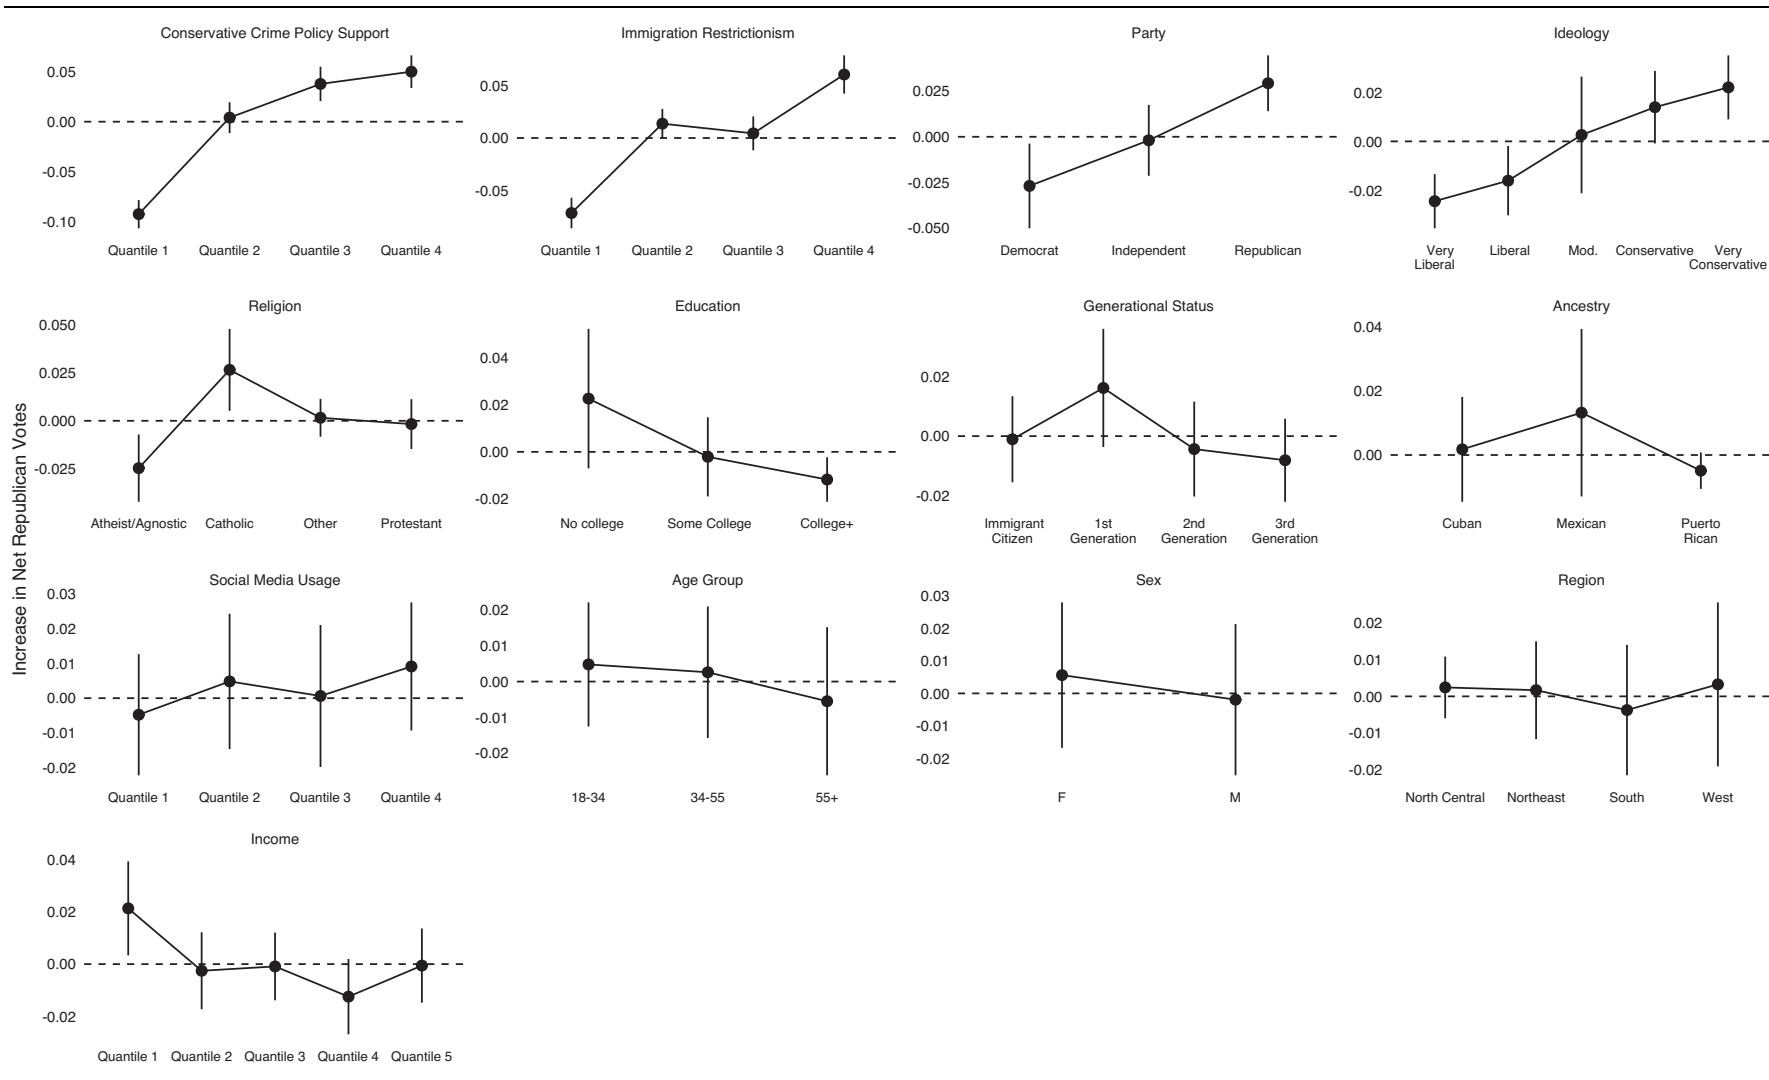 Increase in Net Republican Votes
Conservative Crime Policy Support
0.05
0.00
-0.05
-0.10
Quantile 1 Quantile 2 Quantile 3 Quantile 4
Immigration Restrictionism
0.05
0.00
-0.05
Quantile 1 Quantile 2 Quantile 3 Quantile 4
Party
0.025
0.000
-0.025
-0.050
Democrat Independent Republican
Ideology
0.02
0.00
-0.02
Very Liberal Mod. Conservative Very
Liberal Conservative
Religion
0.050
0.025
0.000
-0.025
Atheist/Agnostic Catholic Other Protestant
Education
0.04
0.02
0.00
-0.02
No college Some College College+
Generational Status
0.02
0.00
-0.02
Immigrant 1st 2nd 3rd
Citizen Generation Generation Generation
Ancestry
0.04
0.02
0.00
Cuban Mexican Puerto
Rican
Social Media Usage
0.03
0.02
0.01
0.00
-0.01
-0.02
Quantile 1 Quantile 2 Quantile 3 Quantile 4
Age Group
0.02
0.01
0.00
-0.01
-0.02
18-34 34-55 55+
Sex
0.03
0.02
0.01
0.00
-0.01
-0.02
F M
Region
0.02
0.01
0.00
-0.01
-0.02
North Central Northeast South West
Income
0.04
0.02
0.00
-0.02
Quantile 1 Quantile 2 Quantile 3 Quantile 4 Quantile 5